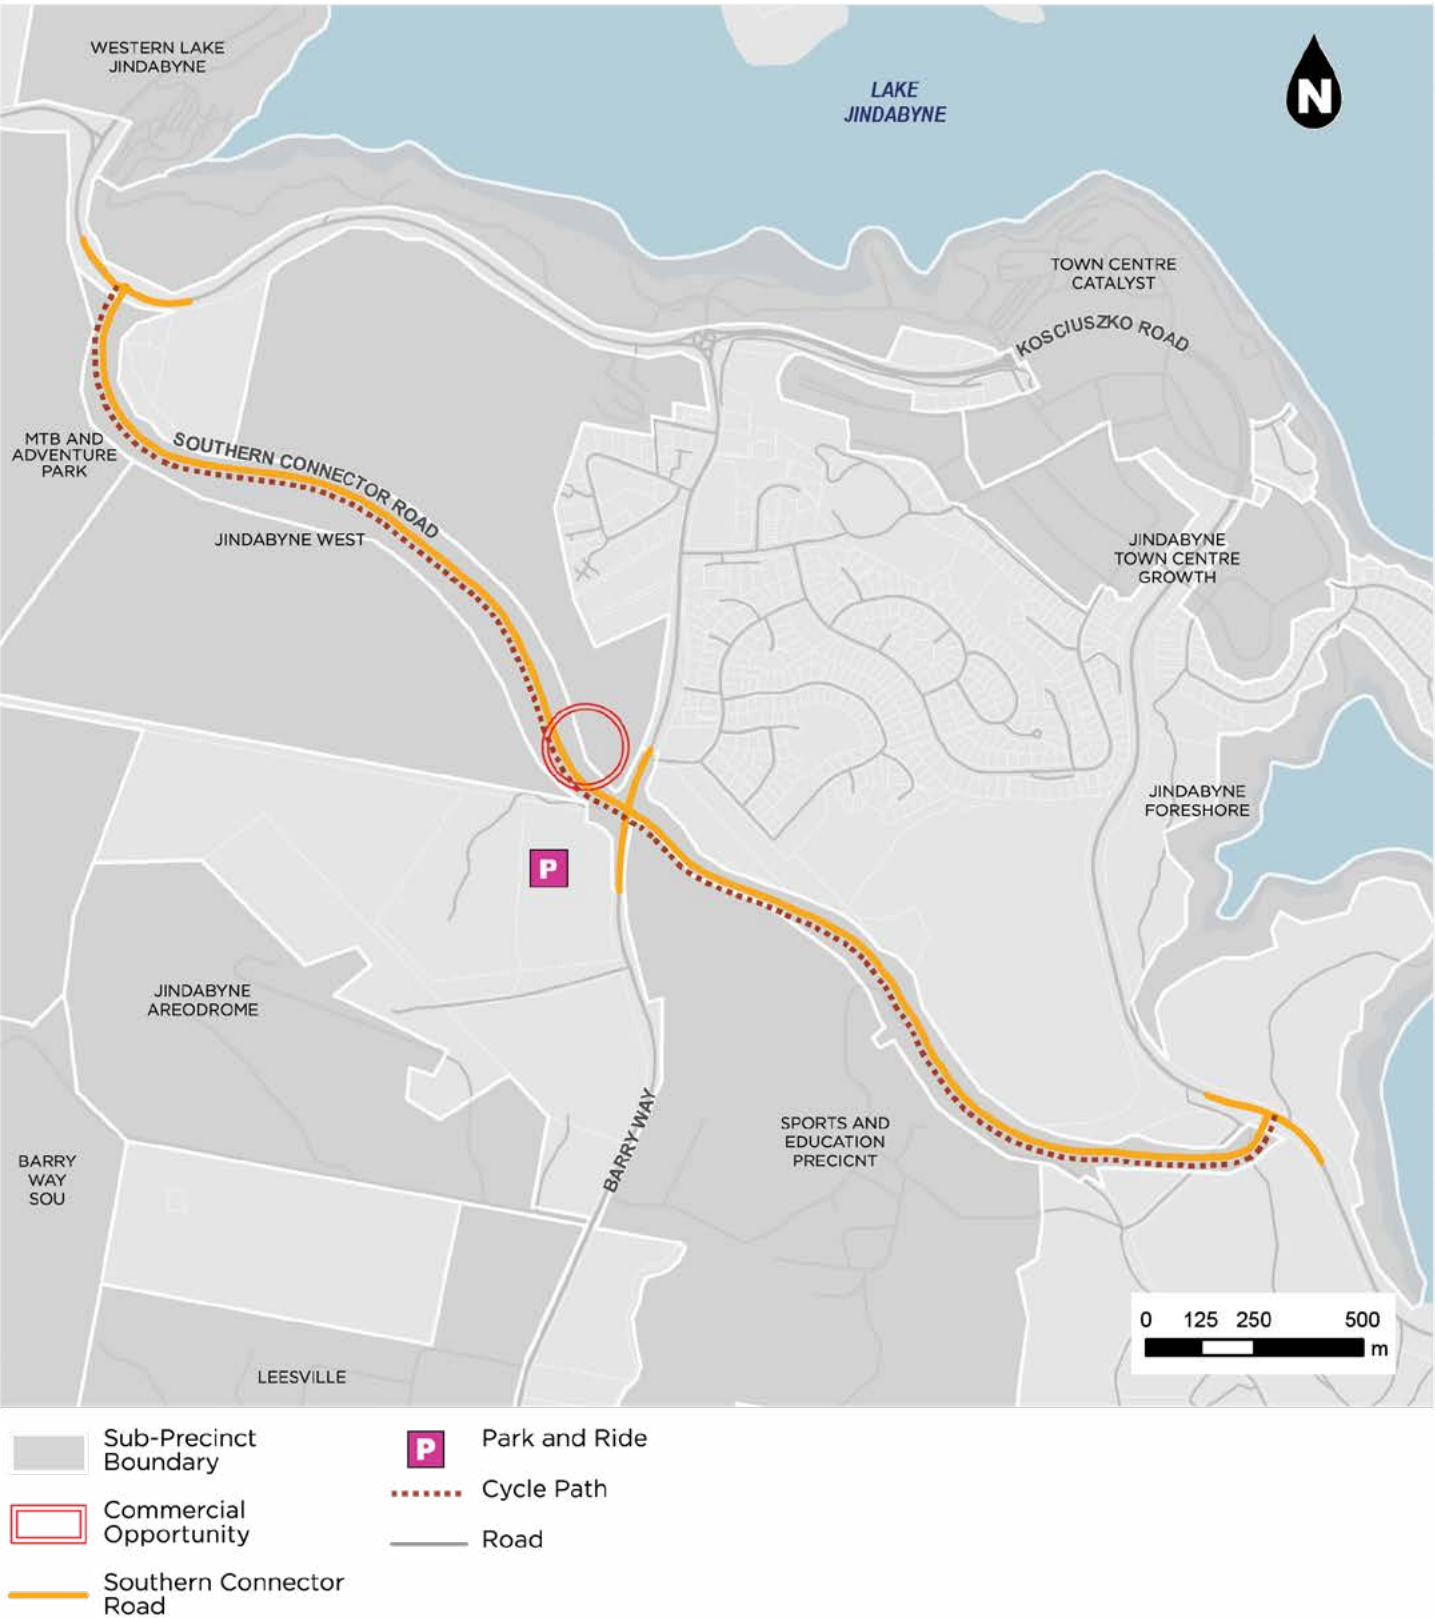 WESTERN LAKE
JINDABYNE
LAKE
JINDABYNE
N
TOWN CENTRE
CATALYST
KOSCIUSZKO ROAD
MTB AND
ADVENTURE
PARK
SOUTHERN CONNECTOR ROAD
JINDABYNE WEST
JINDABYNE
TOWN CENTRE
GROWTH
JINDABYNE
FORESHORE
P
JINDABYNE
AREODROME
BARRY WAY
SPORTS AND
EDUCATION
PRECICNT
BARRY
WAY
SOU
LEESVILLE
0 125 250 500
m
Sub-Precinct
Boundary
Commercial
Opportunity
Southern Connector
Road
P
Park and Ride
Cycle Path
Road